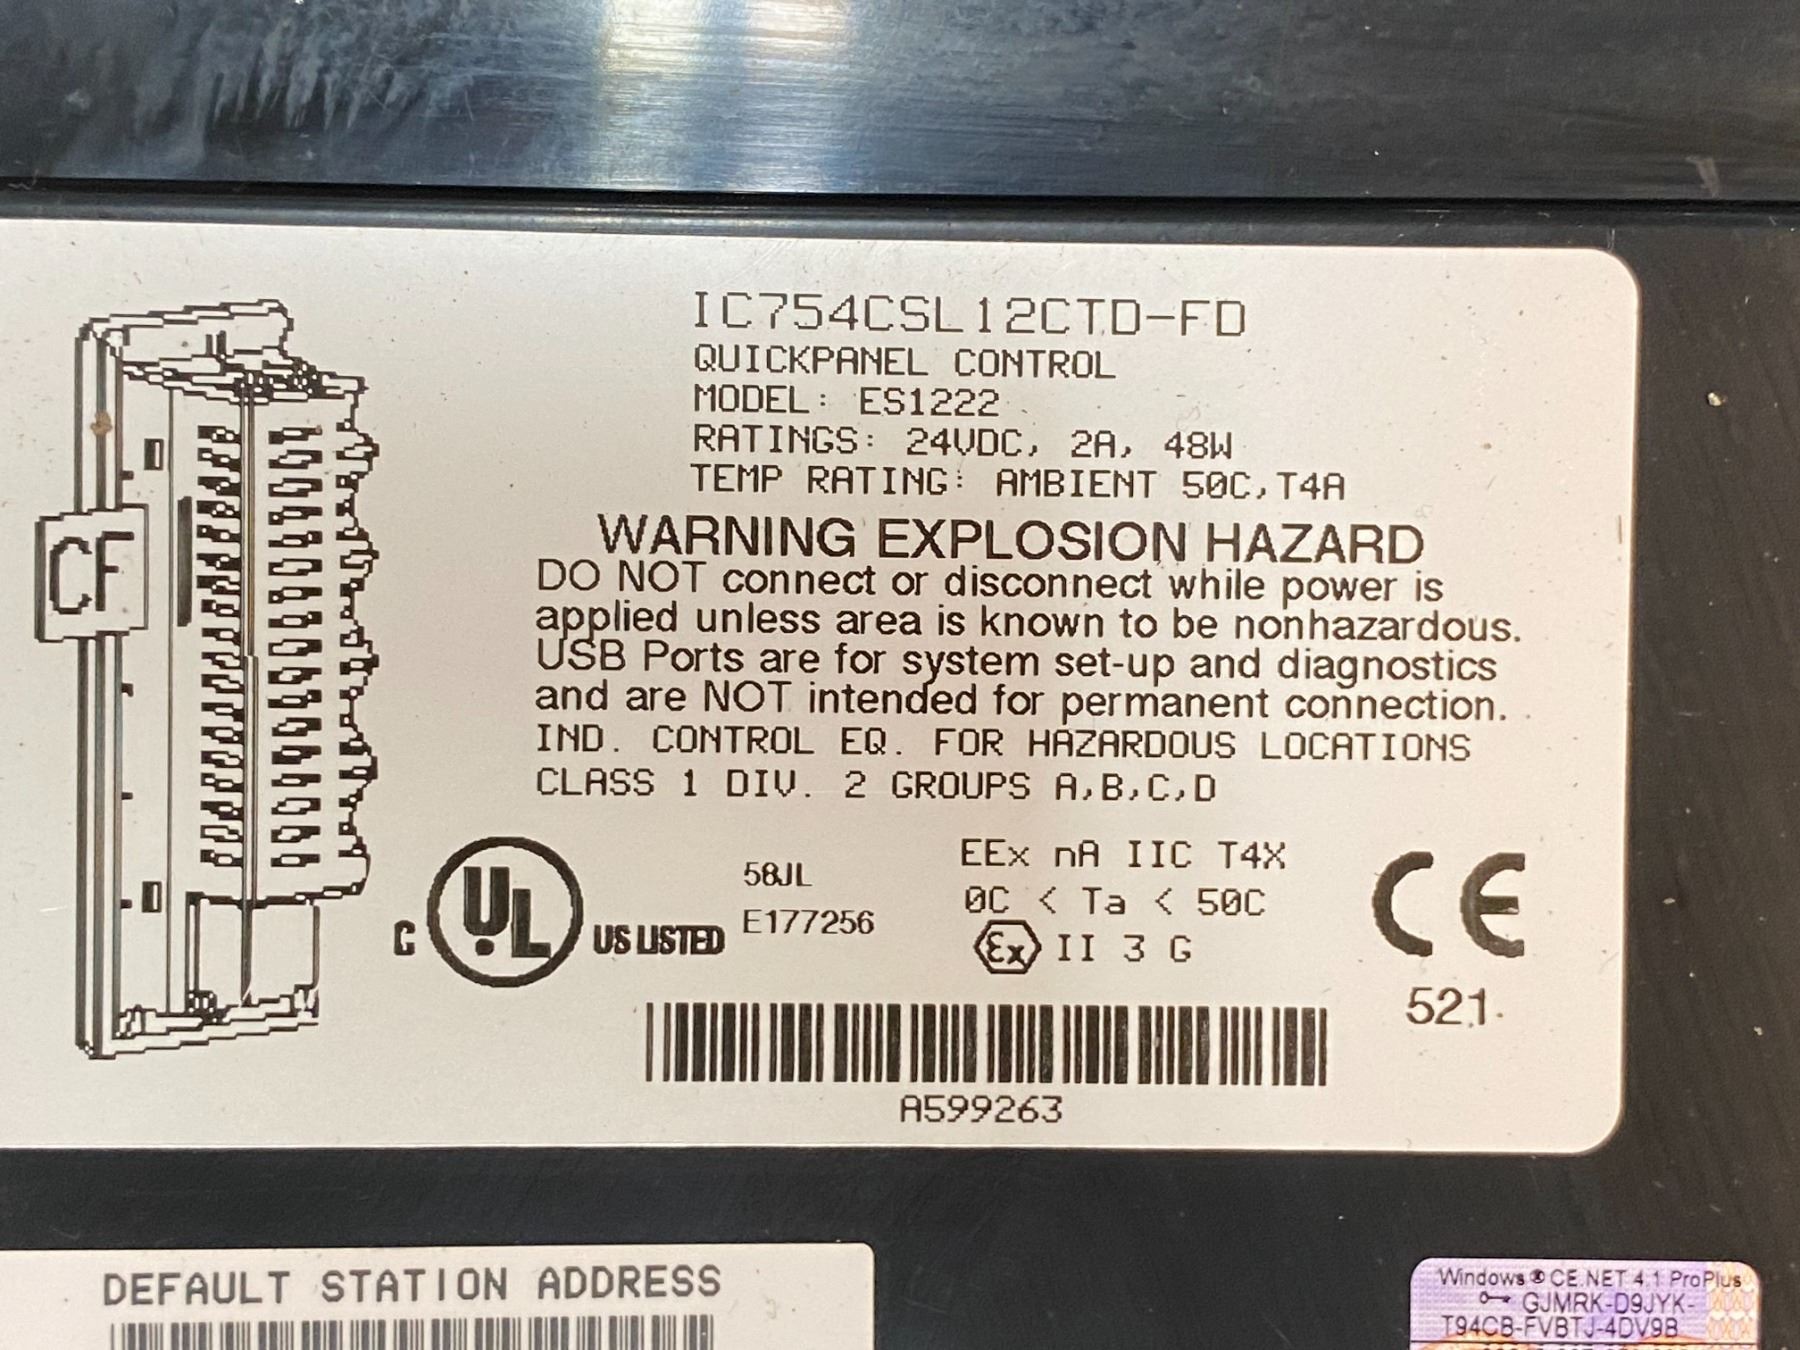 IC754CSL12CTD-FD
QUICKPANEL CONTROL
MODEL: ES1222
RATINGS: 24VDC, 2A, 48W
TEMP RATING: AMBIENT 50C,T4A
WARNING EXPLOSION HAZARD
DO NOT connect or disconnect while power is
applied unless area is known to be nonhazardous.
USB Ports are for system set-up and diagnostics
and are NOT intended for permanent connection.
IND. CONTROL EQ. FOR HAZARDOUS LOCATIONS
CLASS 1 DIV. 2 GROUPS A,B,C,D
CF
C UL US LISTED
58JL
E177256
EEx nA IIC T4X
0C < Ta < 50C
Ex II 3 G
CE
521
A599263
DEFAULT STATION ADDRESS
Windows ® CE.NET 4.1 ProPlus
GJMRK-D9JYK-
T94CB-FVBTJ-4DV9B